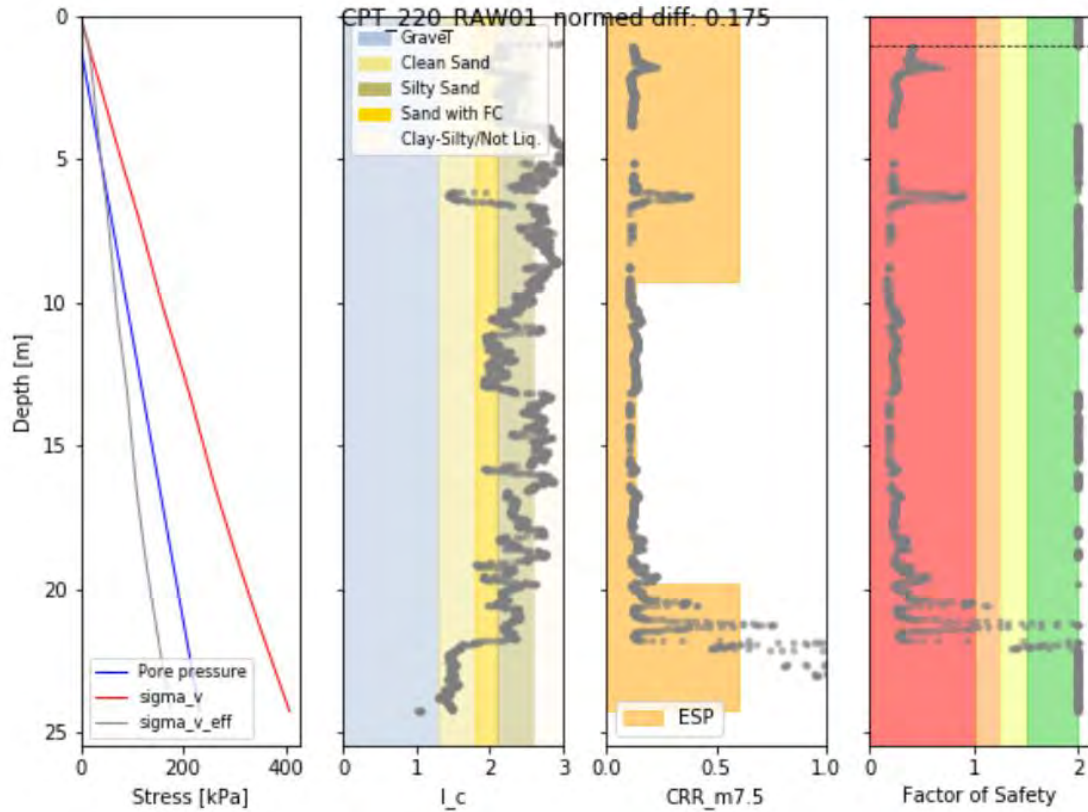 CPT_220_RAW01 normed diff: 0.175
Depth [m]
0
5
10
15
20
25
Pore pressure
sigma_v
sigma_v_eff
0 200 400
Stress [kPa]
Gravel
Clean Sand
Silty Sand
Sand with FC
Clay-Silty/Not Liq.
0 1 2 3
I_c
ESP
0.0 0.5 1.0
CRR_m7.5
0 1 2
Factor of Safety